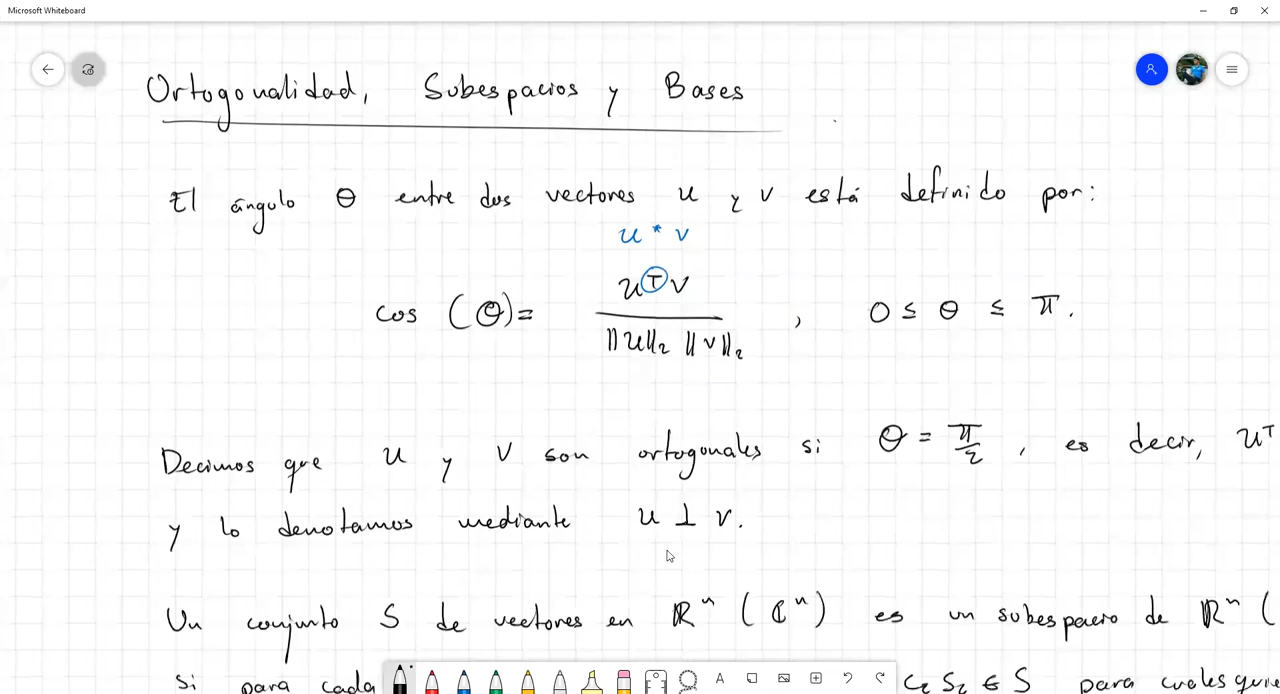 Microsoft Whiteboard
Ortogonalidad, Subespacios y Bases
El ángulo θ entre dos vectores u y v está definido por:
u * v
cos (θ) = uᵀv / ‖u‖₂ ‖v‖₂ , 0 ≤ θ ≤ π.
Decimos que u y v son ortogonales si θ = π/2 , es decir, uᵀ
y lo denotamos mediante u ⊥ v.
Un conjunto S de vectores en ℝⁿ (ℂⁿ) es un subespacio de ℝⁿ (
si para cada c₂ s₂ ∈ S para